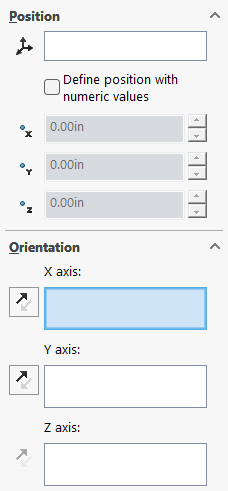 Position
Define position with
numeric values
X
0.00in
Y
0.00in
Z
0.00in
Orientation
X axis:
Y axis:
Z axis: